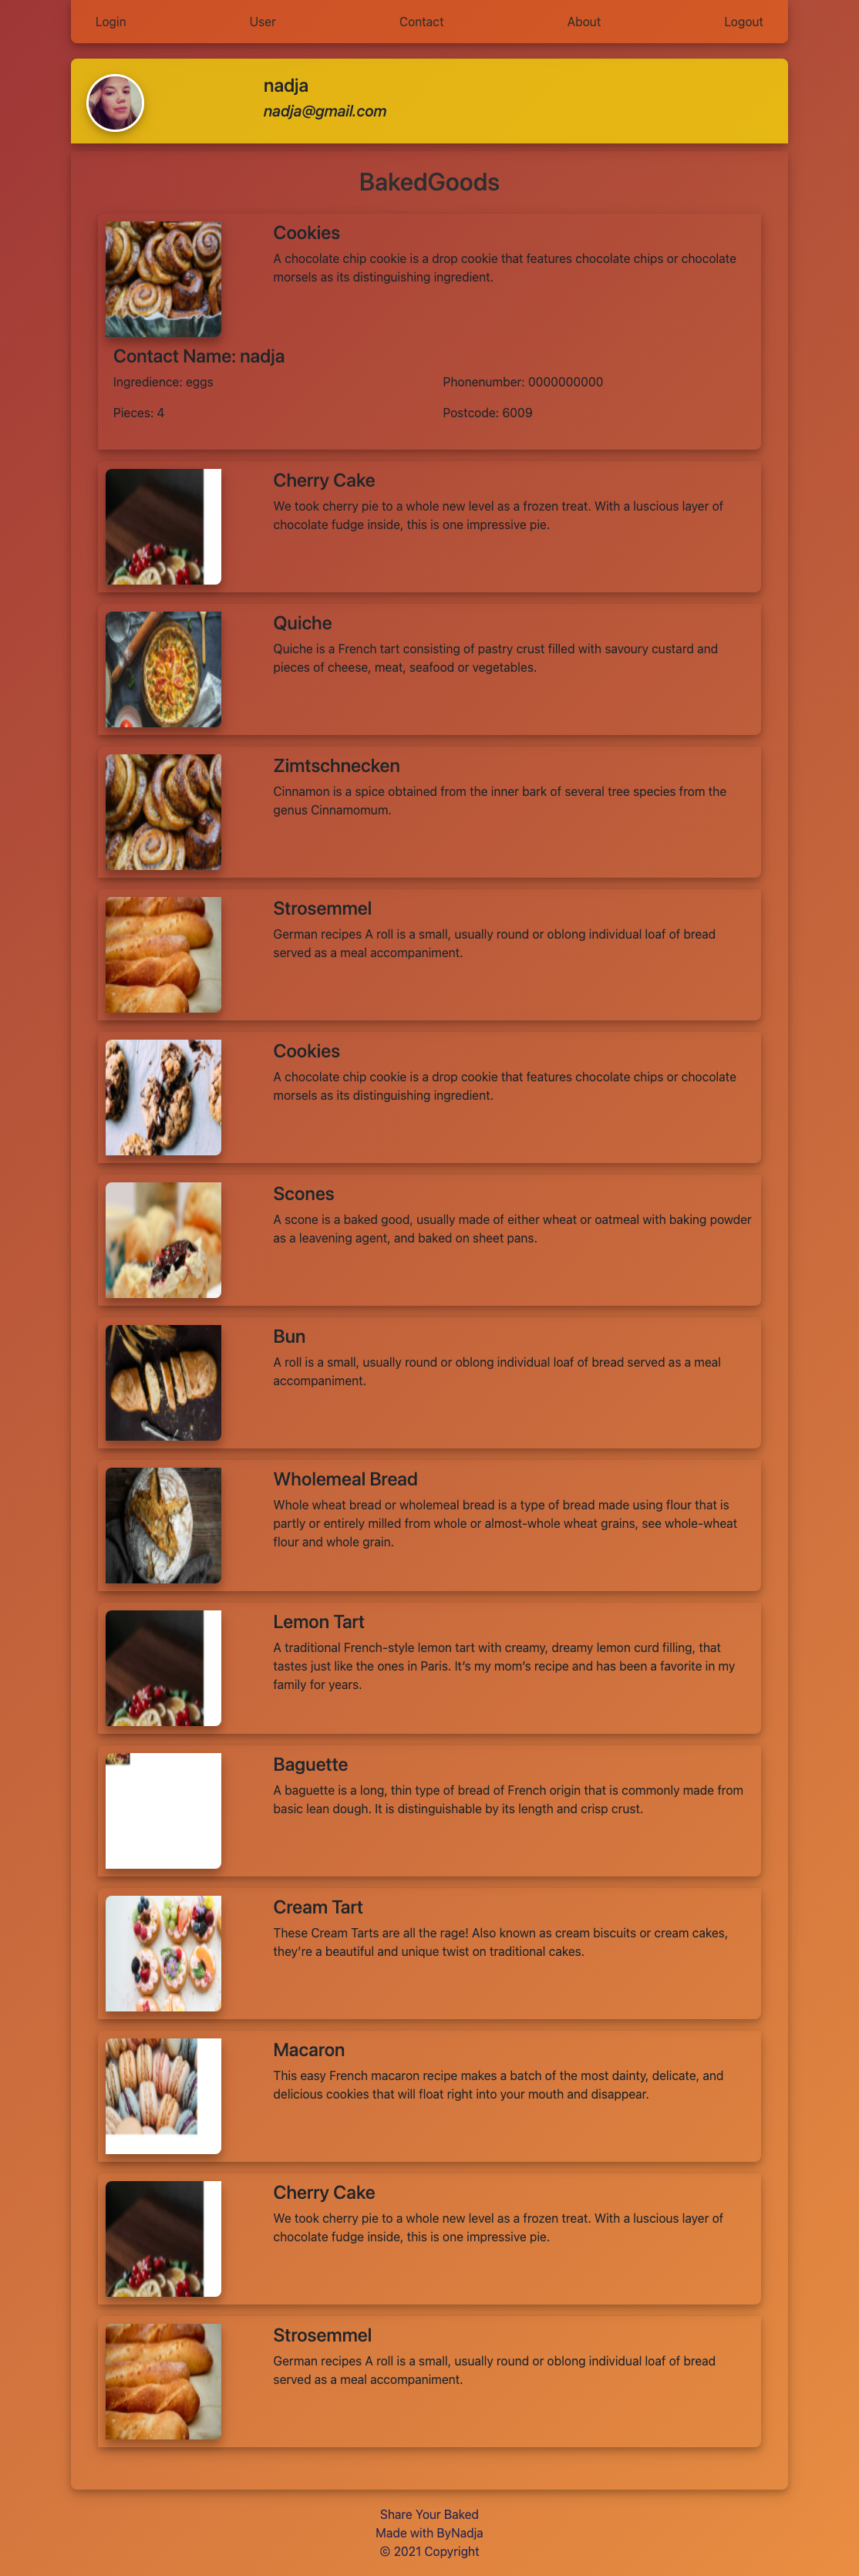 Login User Contact About Logout
nadja
nadja@gmail.com
BakedGoods
Cookies
A chocolate chip cookie is a drop cookie that features chocolate chips or chocolate
morsels as its distinguishing ingredient.
Contact Name: nadja
Ingredience: eggs
Phonenumber: 0000000000
Pieces: 4
Postcode: 6009
Cherry Cake
We took cherry pie to a whole new level as a frozen treat. With a luscious layer of
chocolate fudge inside, this is one impressive pie.
Quiche
Quiche is a French tart consisting of pastry crust filled with savoury custard and
pieces of cheese, meat, seafood or vegetables.
Zimtschnecken
Cinnamon is a spice obtained from the inner bark of several tree species from the
genus Cinnamomum.
Strosemmel
German recipes A roll is a small, usually round or oblong individual loaf of bread
served as a meal accompaniment.
Cookies
A chocolate chip cookie is a drop cookie that features chocolate chips or chocolate
morsels as its distinguishing ingredient.
Scones
A scone is a baked good, usually made of either wheat or oatmeal with baking powder
as a leavening agent, and baked on sheet pans.
Bun
A roll is a small, usually round or oblong individual loaf of bread served as a meal
accompaniment.
Wholemeal Bread
Whole wheat bread or wholemeal bread is a type of bread made using flour that is
partly or entirely milled from whole or almost-whole wheat grains, see whole-wheat
flour and whole grain.
Lemon Tart
A traditional French-style lemon tart with creamy, dreamy lemon curd filling, that
tastes just like the ones in Paris. It's my mom's recipe and has been a favorite in my
family for years.
Baguette
A baguette is a long, thin type of bread of French origin that is commonly made from
basic lean dough. It is distinguishable by its length and crisp crust.
Cream Tart
These Cream Tarts are all the rage! Also known as cream biscuits or cream cakes,
they're a beautiful and unique twist on traditional cakes.
Macaron
This easy French macaron recipe makes a batch of the most dainty, delicate, and
delicious cookies that will float right into your mouth and disappear.
Cherry Cake
We took cherry pie to a whole new level as a frozen treat. With a luscious layer of
chocolate fudge inside, this is one impressive pie.
Strosemmel
German recipes A roll is a small, usually round or oblong individual loaf of bread
served as a meal accompaniment.
Share Your Baked
Made with ByNadja
© 2021 Copyright